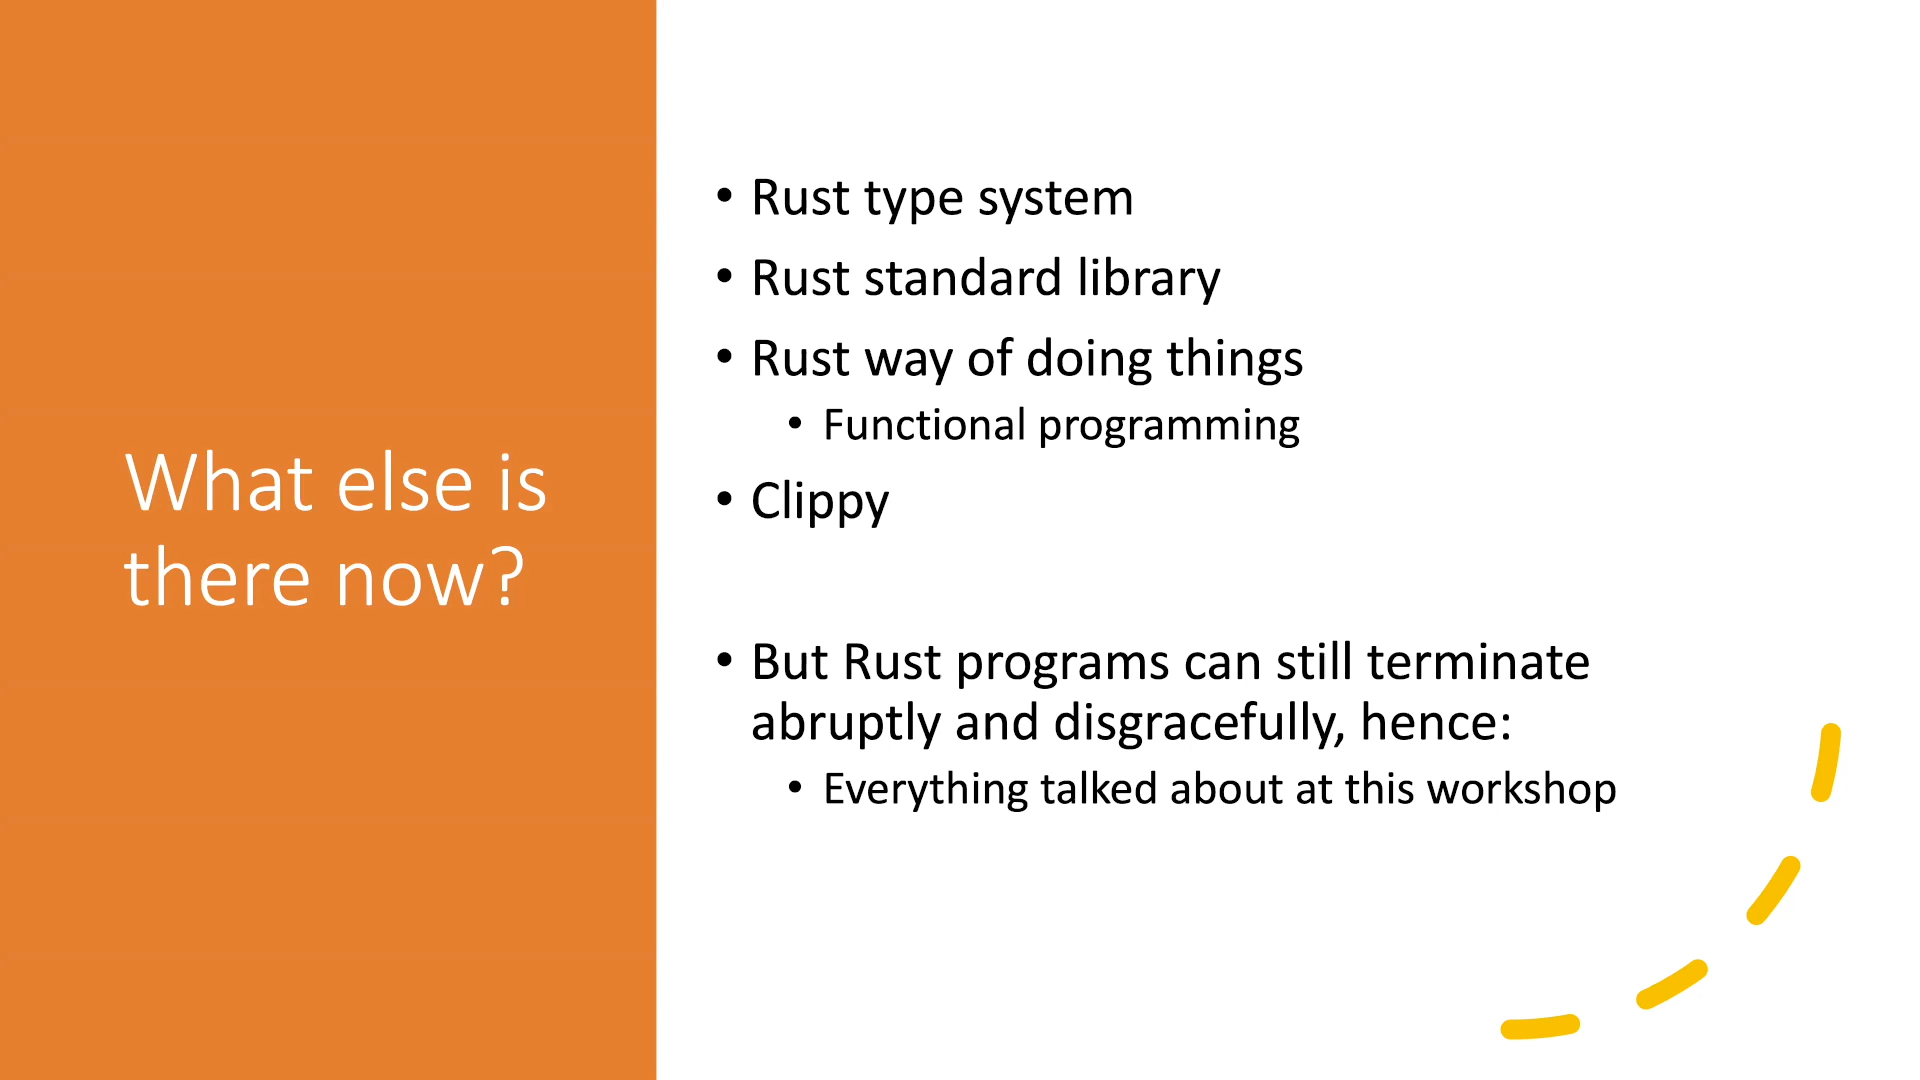 What else is
there now?
• Rust type system
• Rust standard library
• Rust way of doing things
• Functional programming
• Clippy
• But Rust programs can still terminate
abruptly and disgracefully, hence:
• Everything talked about at this workshop